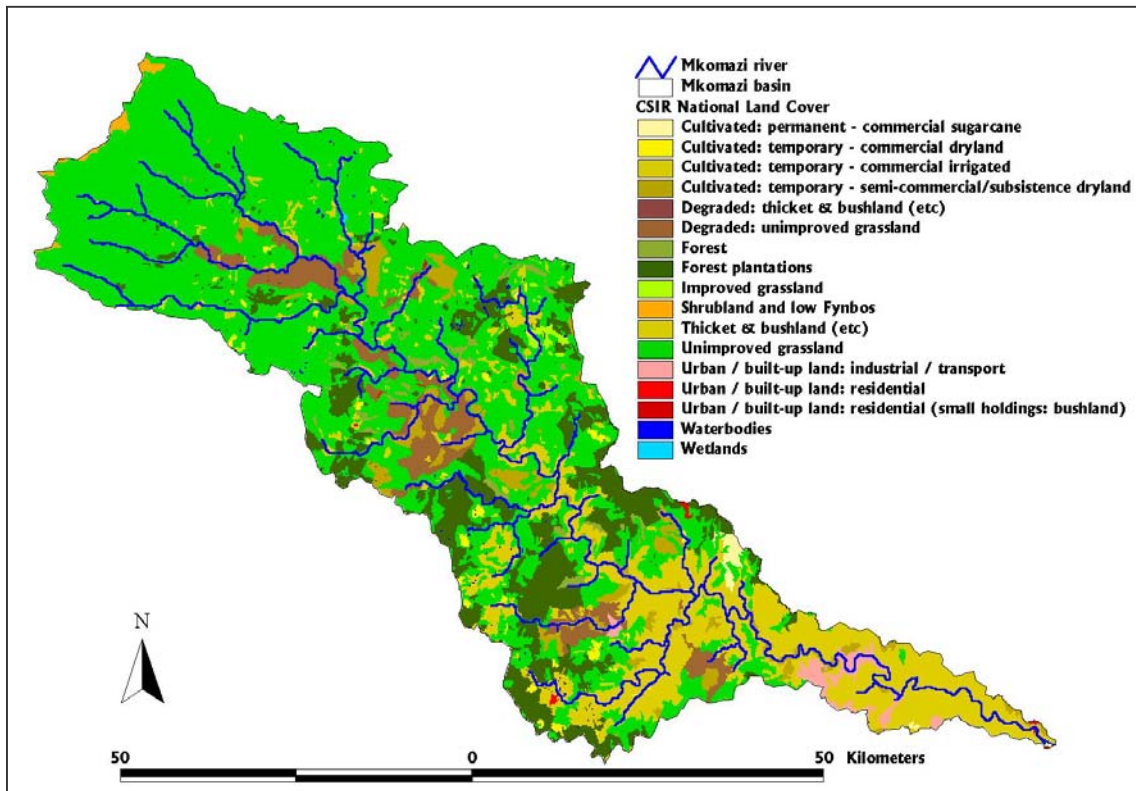 Mkomazi river
Mkomazi basin
CSIR National Land Cover
Cultivated: permanent - commercial sugarcane
Cultivated: temporary - commercial dryland
Cultivated: temporary - commercial irrigated
Cultivated: temporary - semi-commercial/subsistence dryland
Degraded: thicket & bushland (etc)
Degraded: unimproved grassland
Forest
Forest plantations
Improved grassland
Shrubland and low Fynbos
Thicket & bushland (etc)
Unimproved grassland
Urban / built-up land: industrial / transport
Urban / built-up land: residential
Urban / built-up land: residential (small holdings: bushland)
Waterbodies
Wetlands
N
50 0 50 Kilometers